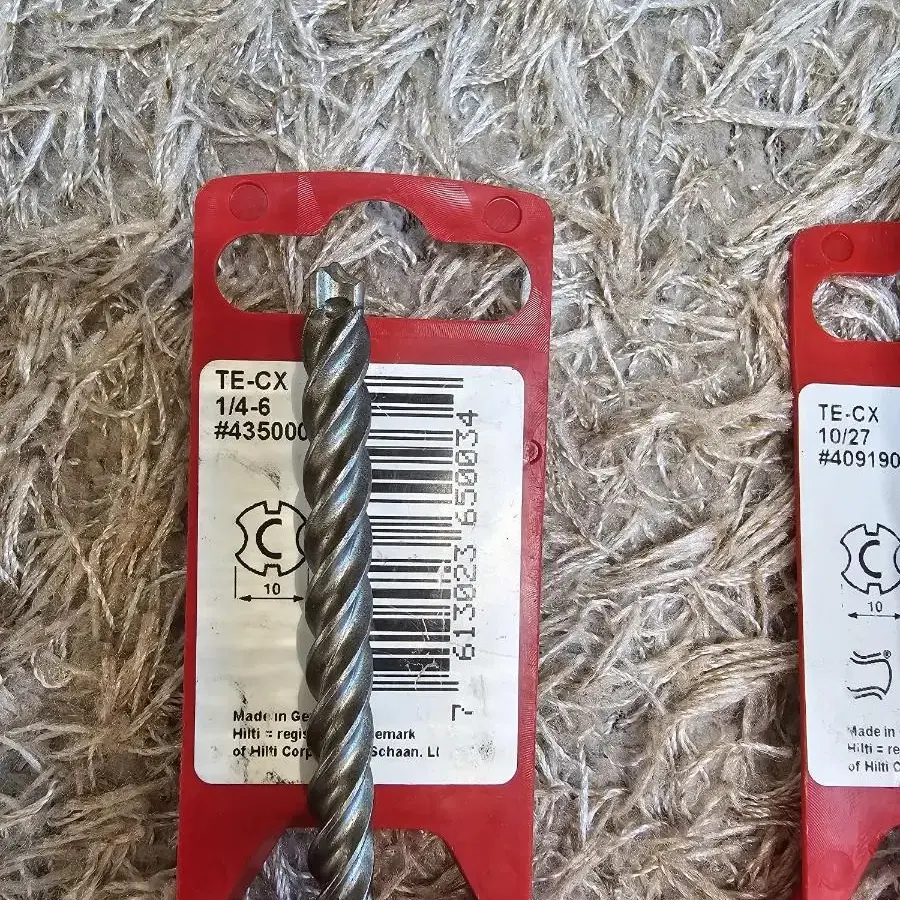 TE-CX
1/4-6
#435000
C
10
7 613023 650034
Made in Ge
Hilti = regis emark
of Hilti Corp Schaan, LI
TE-CX
10/27
#409190
C
10
®
Made in
Hilti = re
of Hilti C